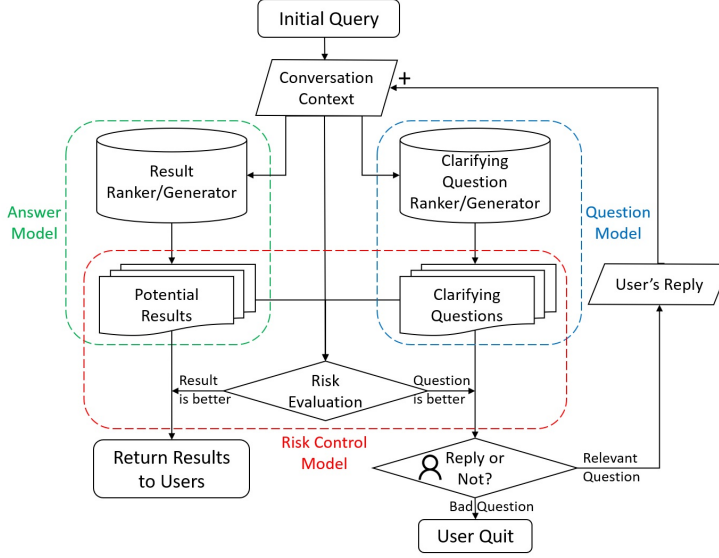 Initial Query
Conversation
Context
+
Result
Ranker/Generator
Clarifying
Question
Ranker/Generator
Answer
Model
Question
Model
Potential
Results
Clarifying
Questions
User's Reply
Result
is better
Risk
Evaluation
Question
is better
Risk Control
Model
Return Results
to Users
Reply or
Not?
Relevant
Question
Bad Question
User Quit